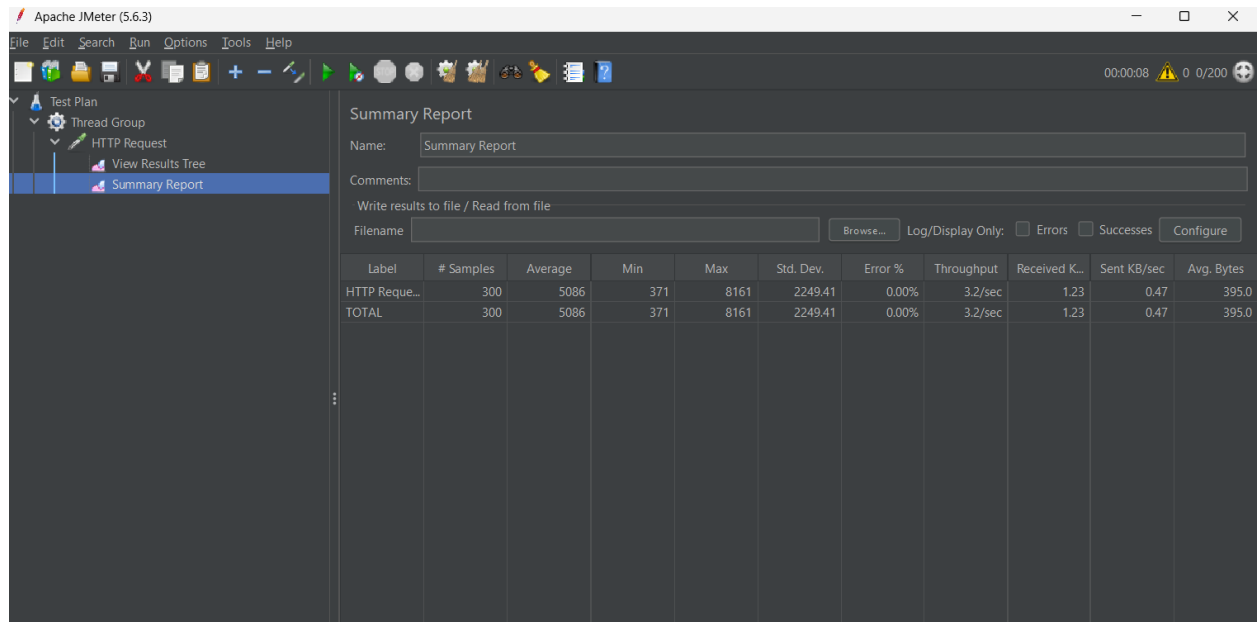 Apache JMeter (5.6.3)
File Edit Search Run Options Tools Help
00:00:08 0 0/200
Test Plan
Thread Group
HTTP Request
View Results Tree
Summary Report
Summary Report
Name: Summary Report
Comments:
Write results to file / Read from file
Filename Browse... Log/Display Only: Errors Successes Configure
Label # Samples Average Min Max Std. Dev. Error % Throughput Received K... Sent KB/sec Avg. Bytes
HTTP Reque... 300 5086 371 8161 2249.41 0.00% 3.2/sec 1.23 0.47 395.0
TOTAL 300 5086 371 8161 2249.41 0.00% 3.2/sec 1.23 0.47 395.0